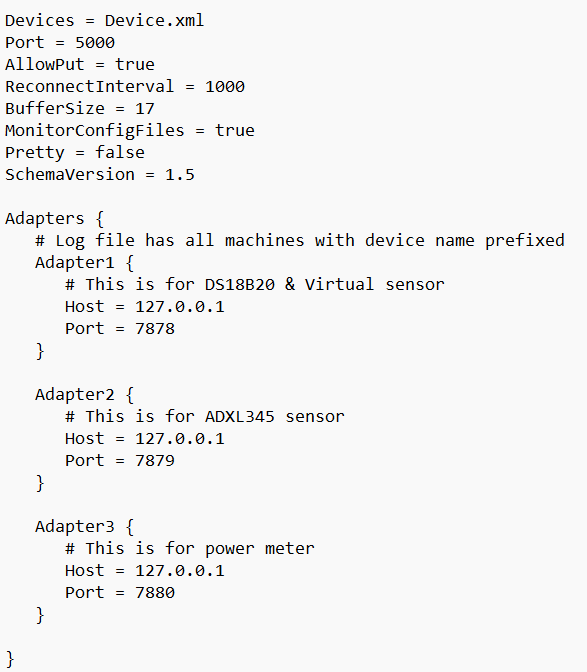 Devices = Device.xml
Port = 5000
AllowPut = true
ReconnectInterval = 1000
BufferSize = 17
MonitorConfigFiles = true
Pretty = false
SchemaVersion = 1.5

Adapters {
   # Log file has all machines with device name prefixed
   Adapter1 {
      # This is for DS18B20 & Virtual sensor
      Host = 127.0.0.1
      Port = 7878
   }

   Adapter2 {
      # This is for ADXL345 sensor
      Host = 127.0.0.1
      Port = 7879
   }

   Adapter3 {
      # This is for power meter
      Host = 127.0.0.1
      Port = 7880
   }

}